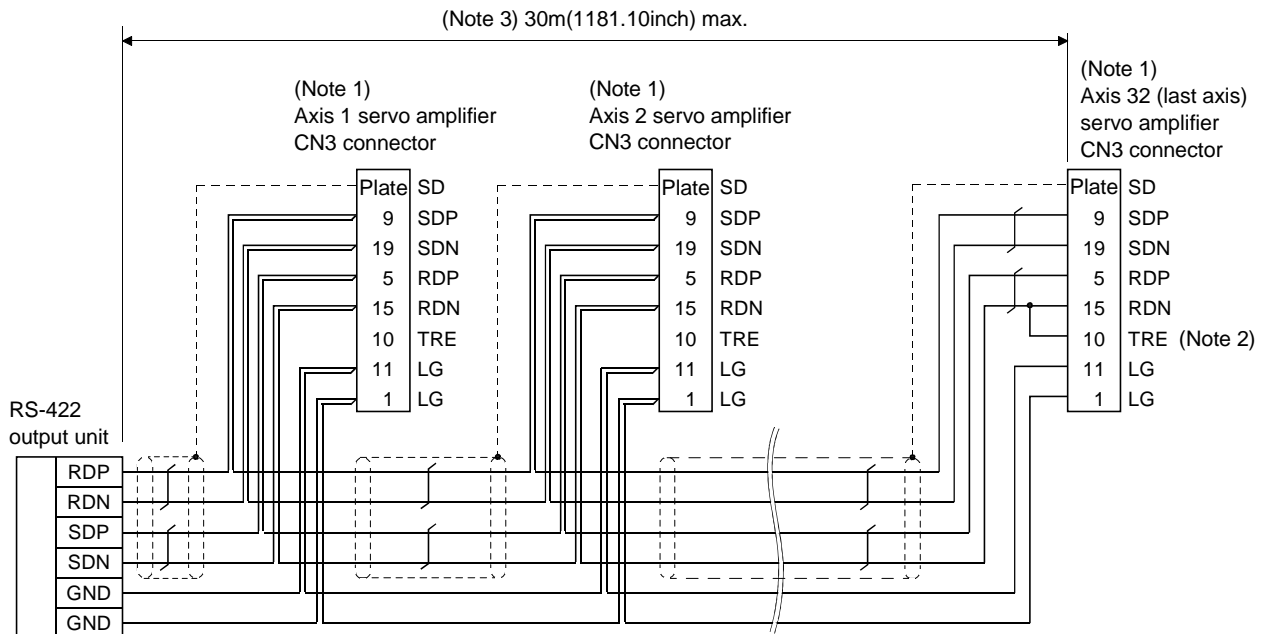 (Note 3) 30m(1181.10inch) max.
(Note 1)
Axis 1 servo amplifier
CN3 connector
(Note 1)
Axis 2 servo amplifier
CN3 connector
(Note 1)
Axis 32 (last axis)
servo amplifier
CN3 connector
Plate SD
9 SDP
19 SDN
5 RDP
15 RDN
10 TRE
11 LG
1 LG
Plate SD
9 SDP
19 SDN
5 RDP
15 RDN
10 TRE
11 LG
1 LG
Plate SD
9 SDP
19 SDN
5 RDP
15 RDN
10 TRE (Note 2)
11 LG
1 LG
RS-422
output unit
RDP
RDN
SDP
SDN
GND
GND